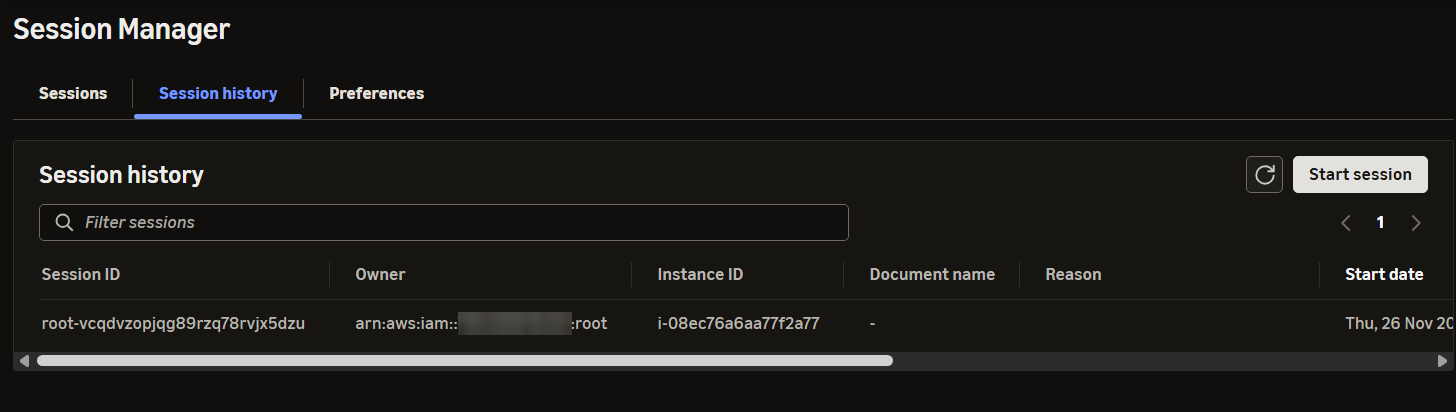 Session Manager
Sessions Session history Preferences
Session history Start session
Filter sessions 1
Session ID Owner Instance ID Document name Reason Start date
root-vcqdvzopjqg89rzq78rvjx5dzu arn:aws:iam:: :root i-08ec76a6aa77f2a77 - Thu, 26 Nov 20